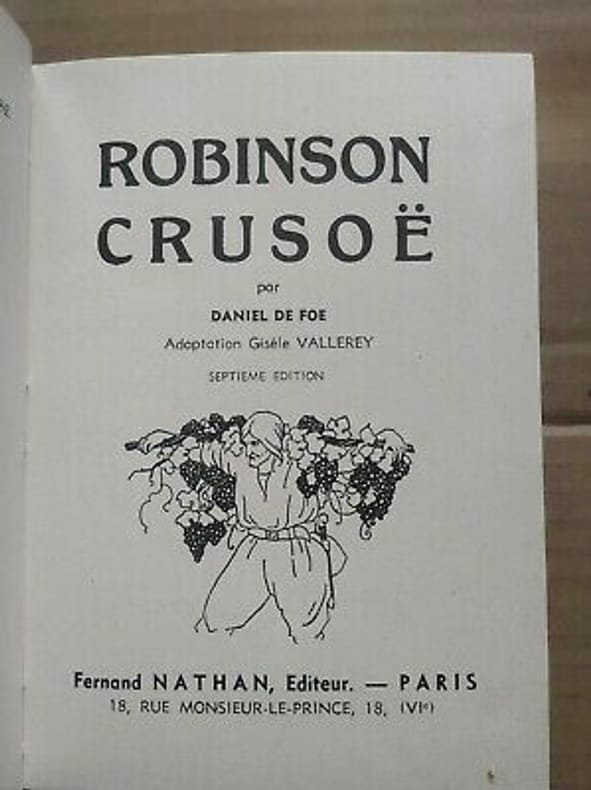 ROBINSON
CRUSOË
par
DANIEL DE FOE
Adaptation Gisèle VALLEREY
SEPTIEME EDITION
Fernand NATHAN, Editeur. — PARIS
18, RUE MONSIEUR-LE-PRINCE, 18, (VIᵉ)